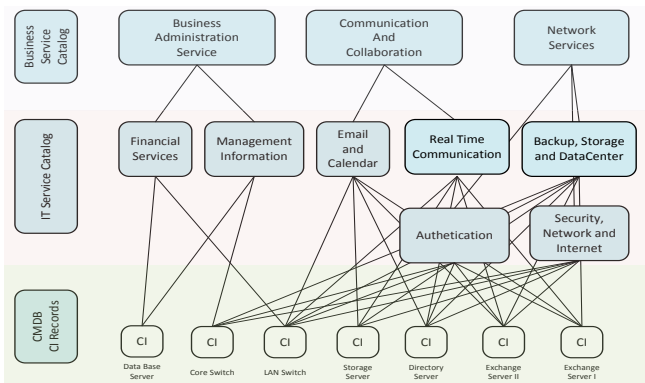 Business
Service
Catalog
Business
Administration
Service
Communication
And
Collaboration
Network
Services
IT Service Catalog
Financial
Services
Management
Information
Email
and
Calendar
Real Time
Communication
Backup, Storage
and DataCenter
Authetication
Security,
Network and
Internet
CMDB
CI Records
CI
CI
CI
CI
CI
CI
CI
Data Base
Server
Core Switch
LAN Switch
Storage
Server
Directory
Server
Exchange
Server II
Exchange
Server I